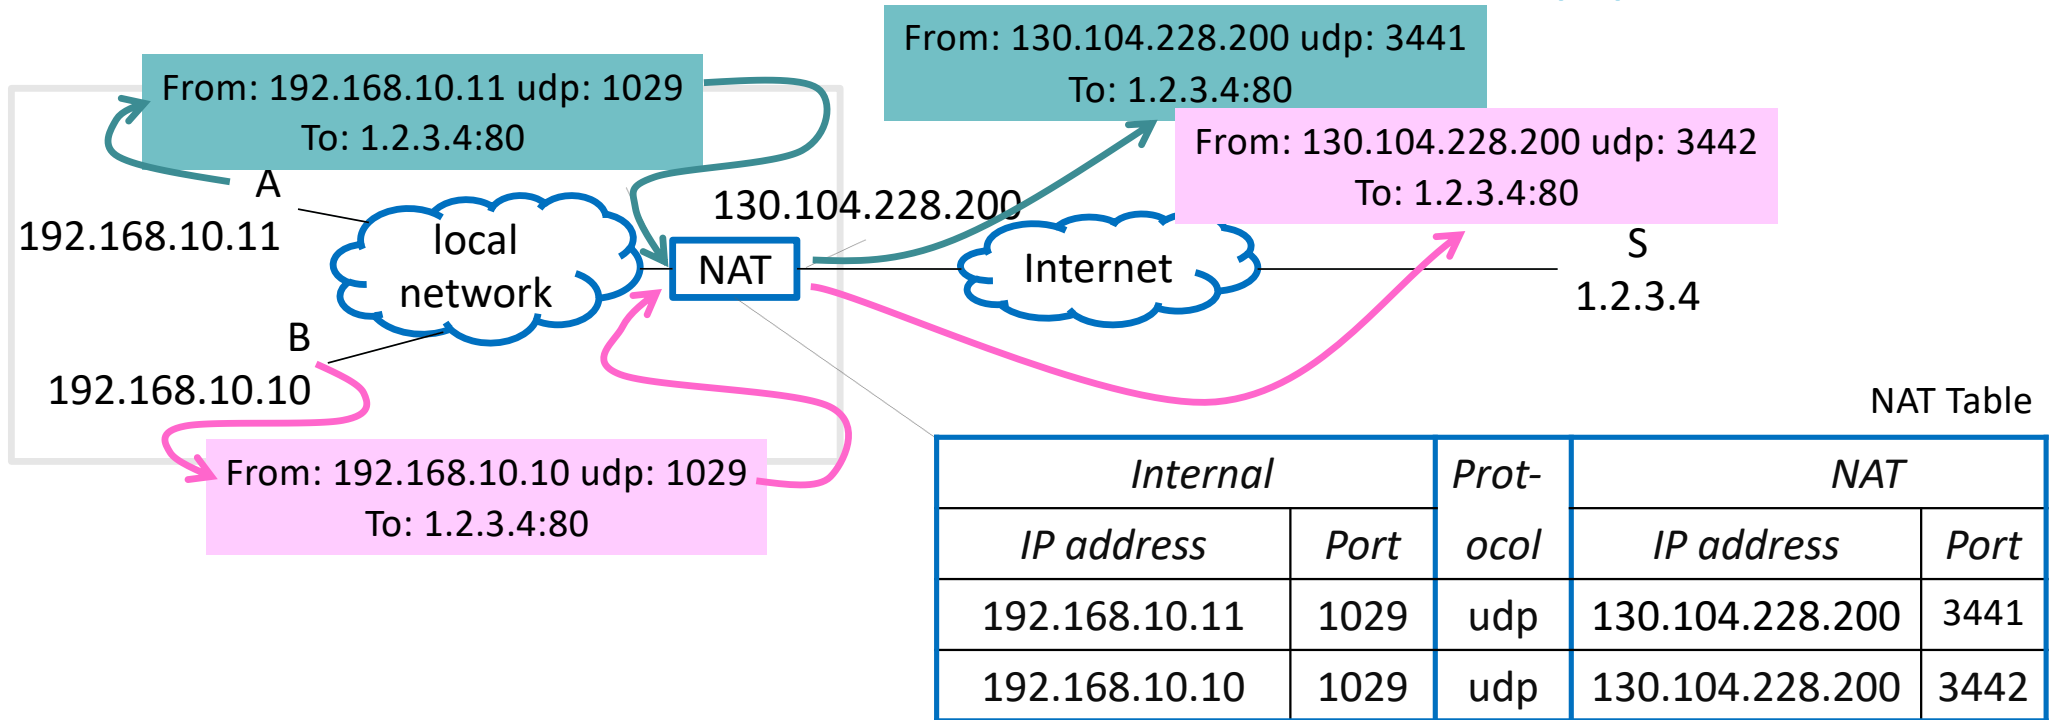 From: 130.104.228.200 udp: 3441
To: 1.2.3.4:80
From: 192.168.10.11 udp: 1029
To: 1.2.3.4:80
From: 130.104.228.200 udp: 3442
To: 1.2.3.4:80
A
192.168.10.11
130.104.228.200
local
network
NAT
Internet
S
1.2.3.4
B
192.168.10.10
From: 192.168.10.10 udp: 1029
To: 1.2.3.4:80
NAT Table
Internal Prot- NAT
IP address Port ocol IP address Port
192.168.10.11 1029 udp 130.104.228.200 3441
192.168.10.10 1029 udp 130.104.228.200 3442